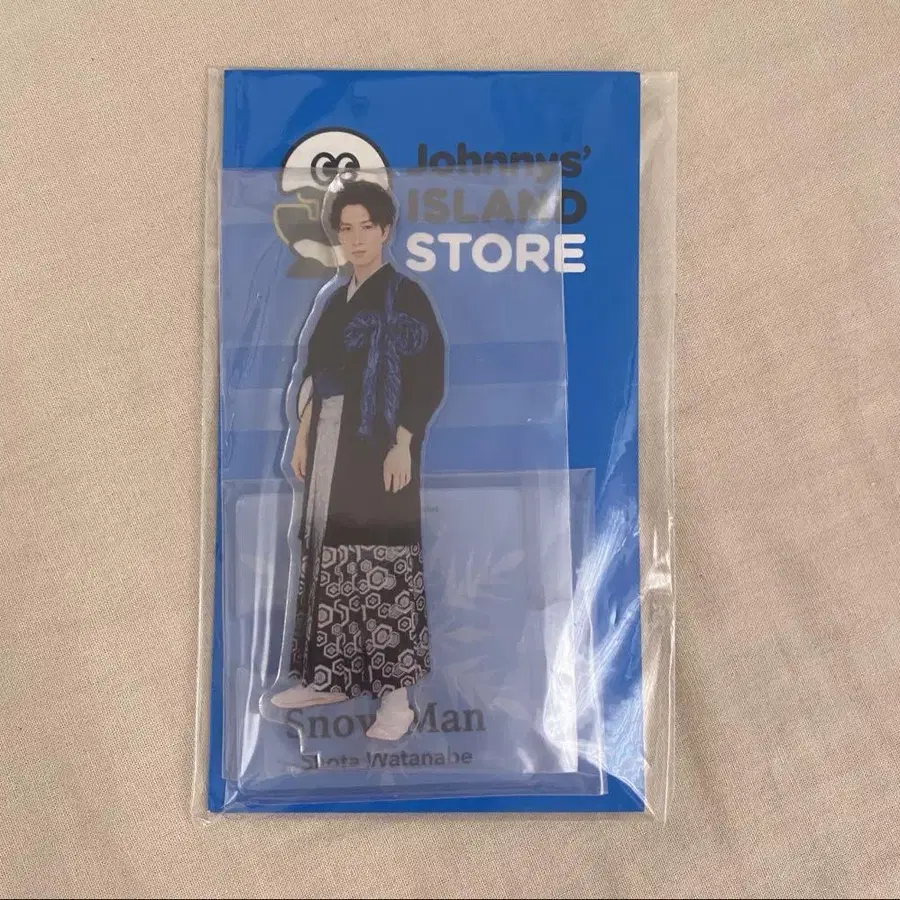 Johnnys'
ISLAND
STORE
Snow Man
Shota Watanabe